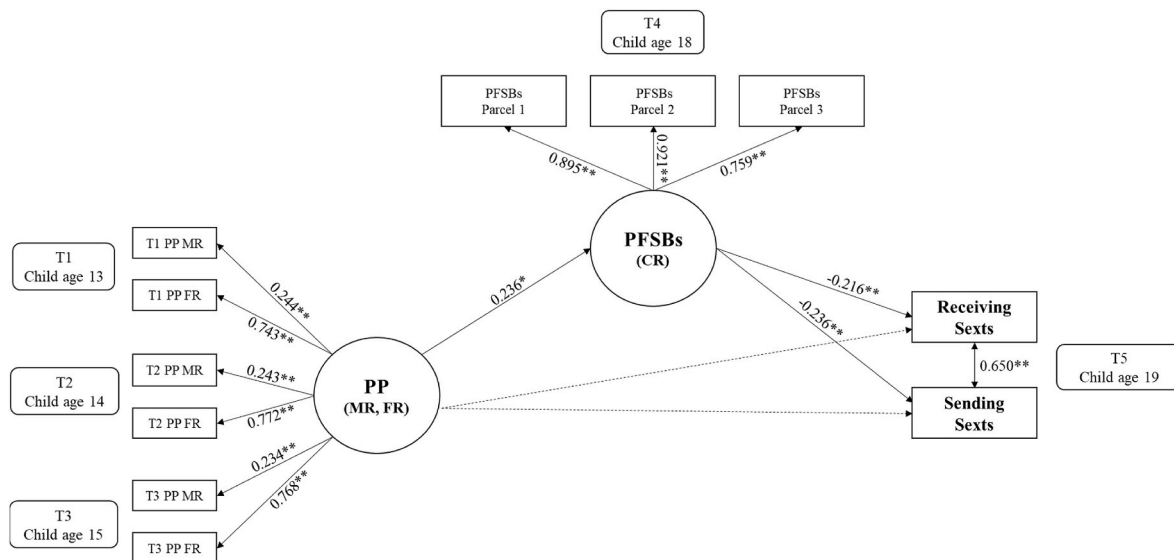 T4
Child age 18
PFSBs
Parcel 1
PFSBs
Parcel 2
PFSBs
Parcel 3
0.895**
0.921**
0.759**
PFSBs
(CR)
T1
Child age 13
T1 PP MR
T1 PP FR
0.244**
0.743**
0.236*
-0.216**
-0.236**
Receiving
Sexts
0.650**
Sending
Sexts
T5
Child age 19
T2
Child age 14
T2 PP MR
T2 PP FR
0.243**
0.772**
PP
(MR, FR)
T3
Child age 15
T3 PP MR
T3 PP FR
0.234**
0.768**